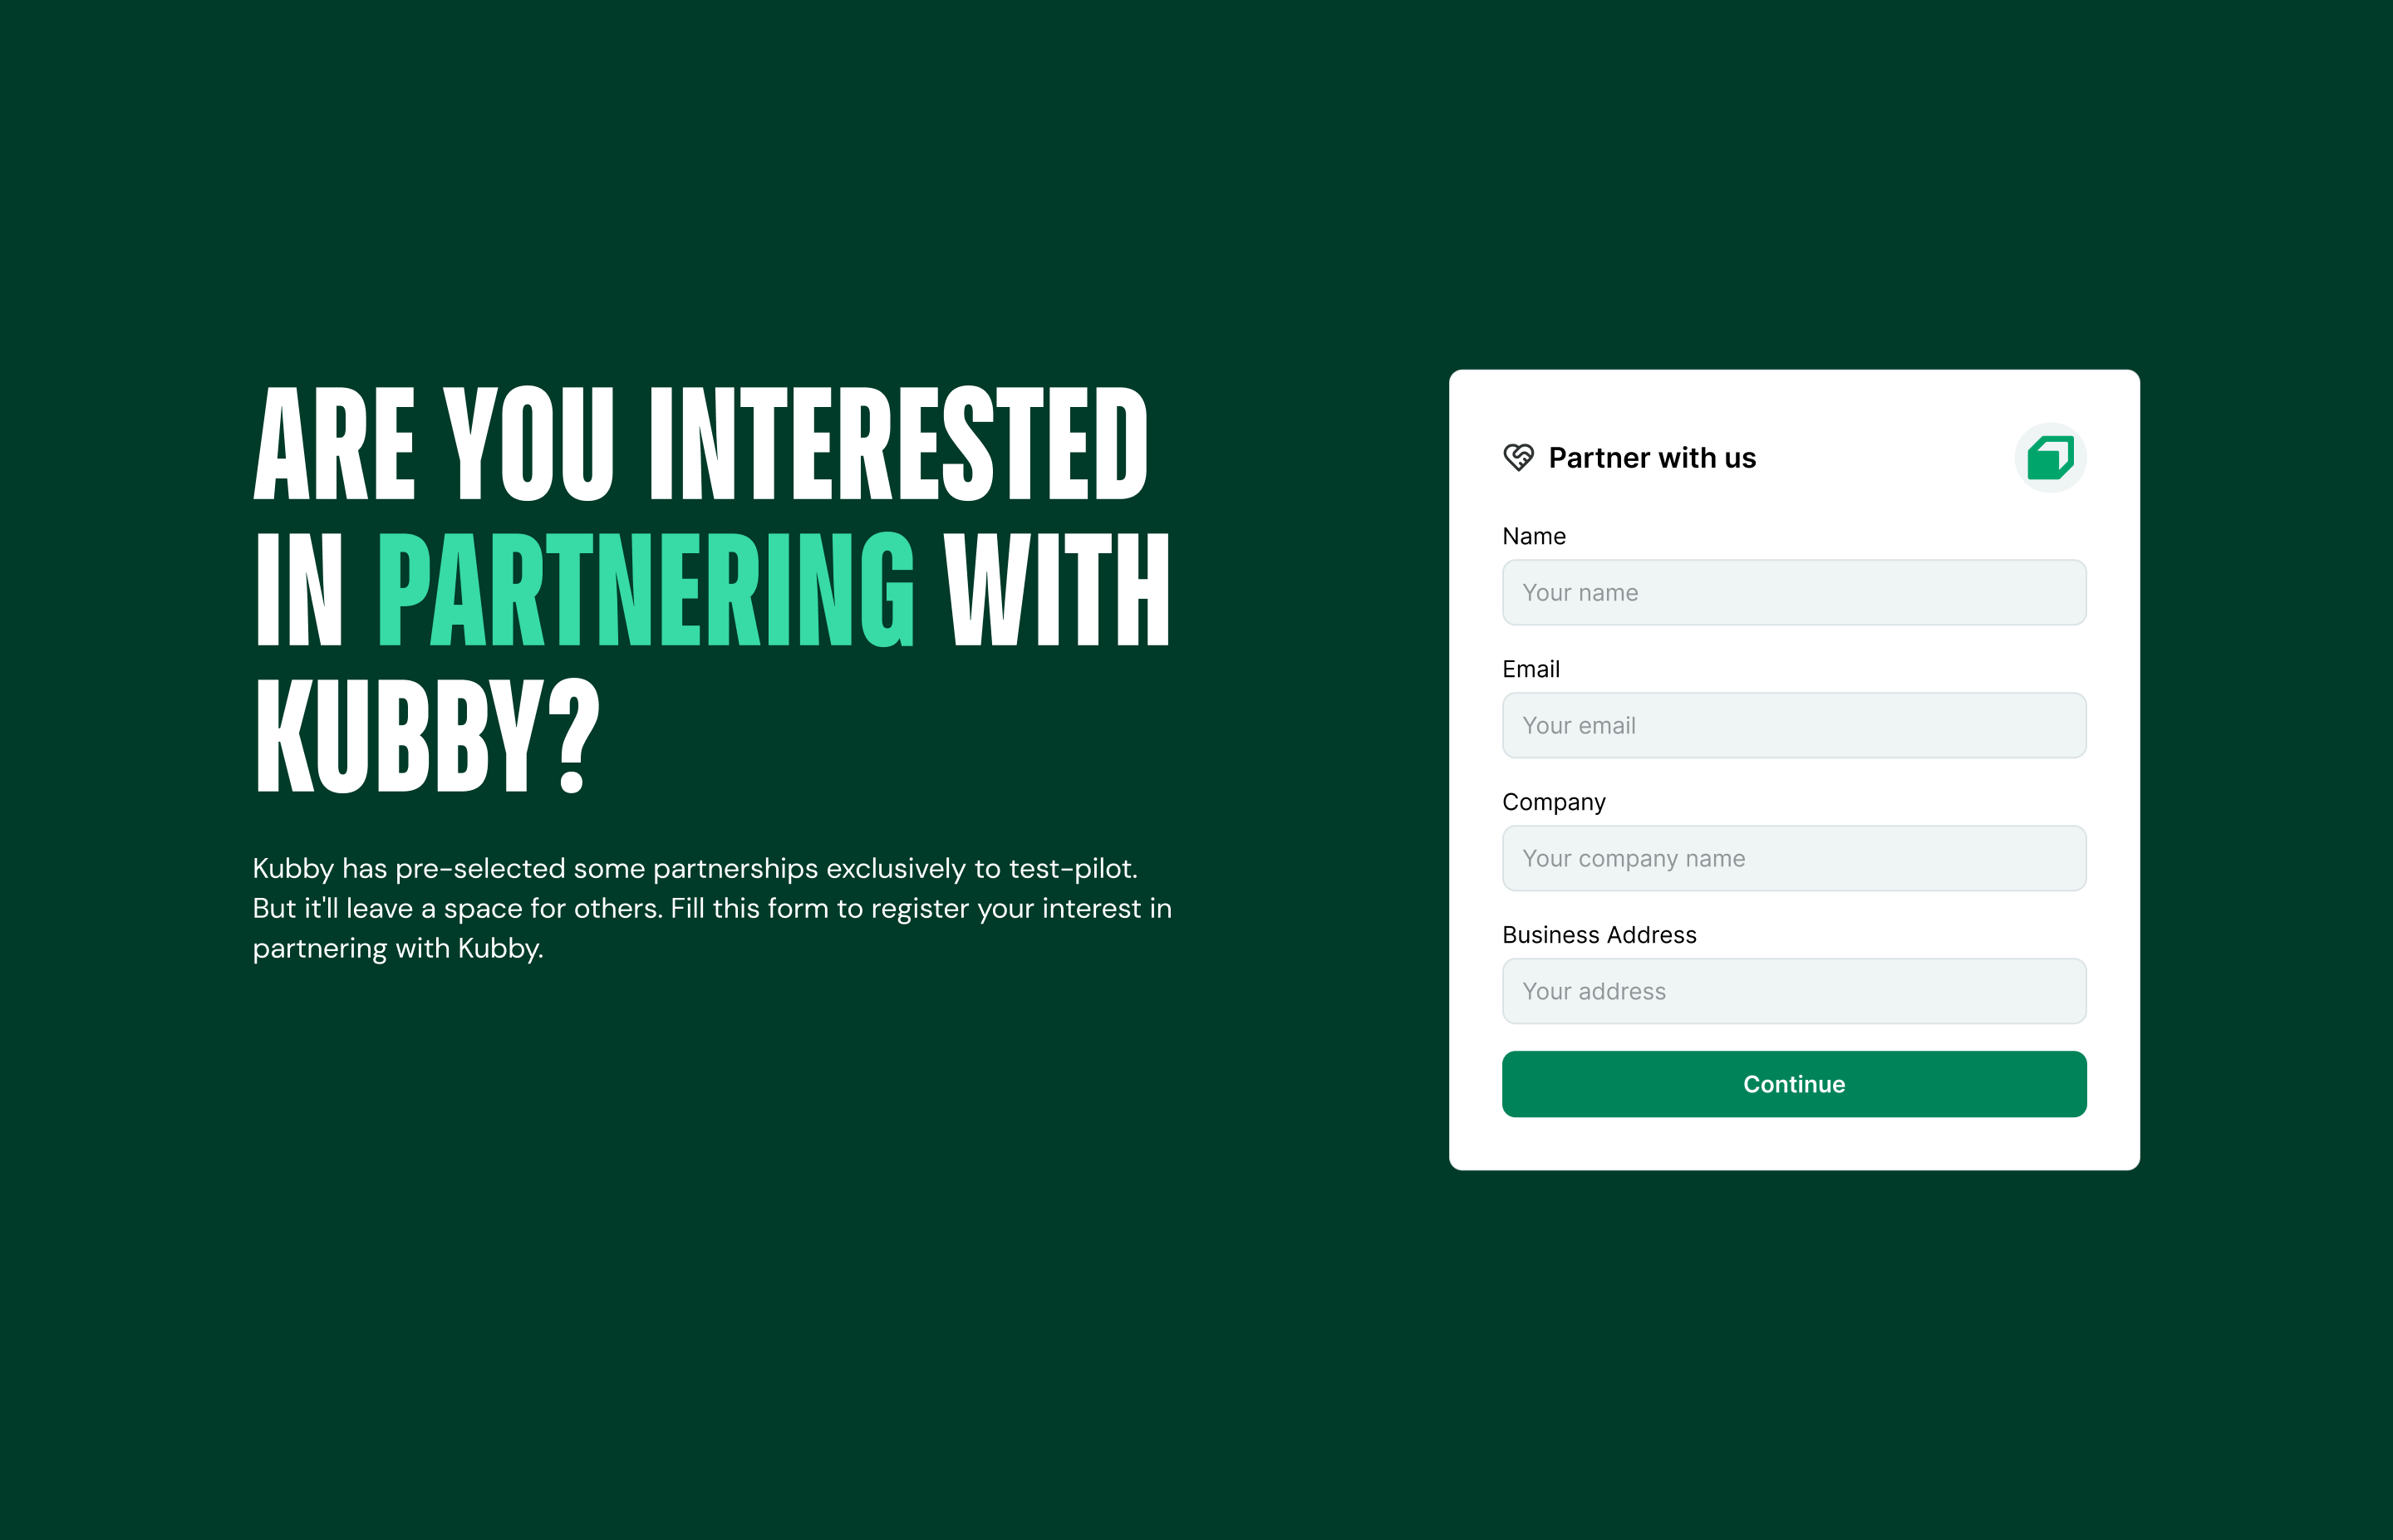 ARE YOU INTERESTED
IN PARTNERING WITH
KUBBY?
Kubby has pre-selected some partnerships exclusively to test-pilot.
But it'll leave a space for others. Fill this form to register your interest in
partnering with Kubby.
Partner with us
Name
Your name
Email
Your email
Company
Your company name
Business Address
Your address
Continue